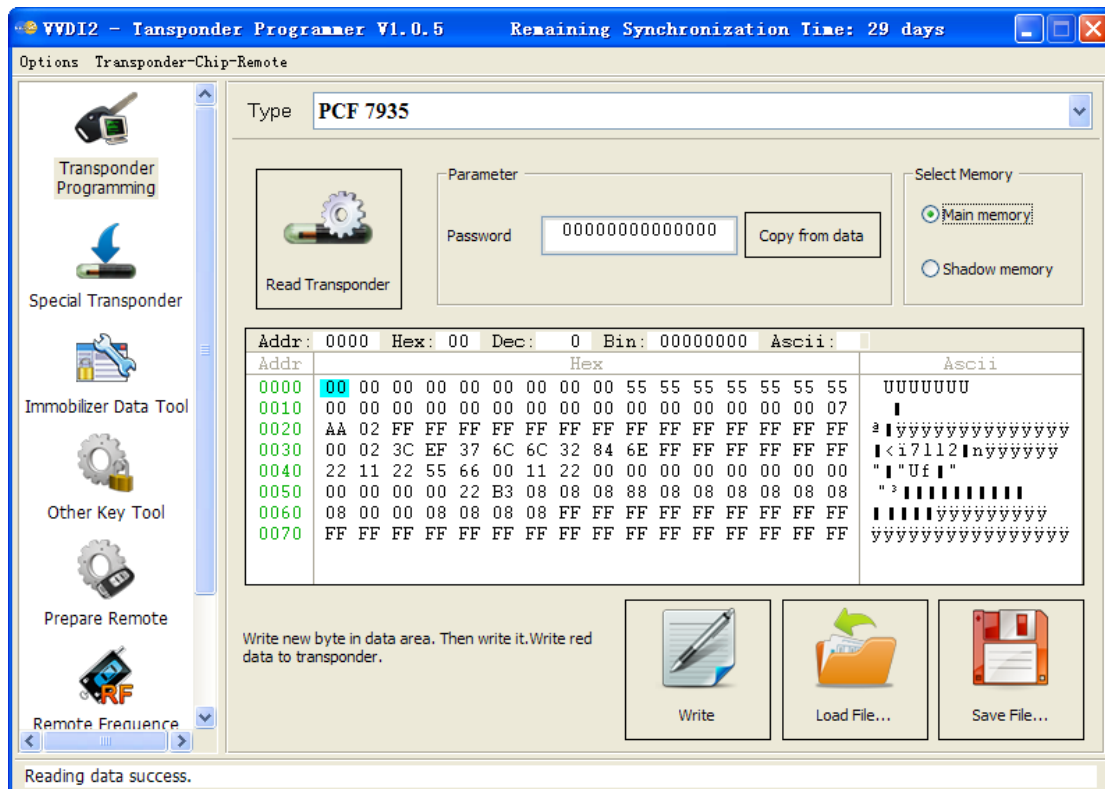 VVDI2 - Tansponder Programmer V1.0.5 Remaining Synchronization Time: 29 days
Options Transponder-Chip-Remote
Transponder
Programming
Special Transponder
Immobilizer Data Tool
Other Key Tool
Prepare Remote
RF
Remote Frequence
Type PCF 7935
Read Transponder
Parameter
Password 00000000000000 Copy from data
Select Memory
Main memory
Shadow memory
Addr: 0000 Hex: 00 Dec: 0 Bin: 00000000 Ascii:
Addr Hex Ascii
0000 00 00 00 00 00 00 00 00 00 55 55 55 55 55 55 55 UUUUUUU
0010 00 00 00 00 00 00 00 00 00 00 00 00 00 00 00 07
0020 AA 02 FF FF FF FF FF FF FF FF FF FF FF FF FF FF ª ÿÿÿÿÿÿÿÿÿÿÿÿÿÿ
0030 00 02 3C EF 37 6C 6C 32 84 6E FF FF FF FF FF FF <ï7ll2 nÿÿÿÿÿÿ
0040 22 11 22 55 66 00 11 22 00 00 00 00 00 00 00 00 " "Uf "
0050 00 00 00 00 22 B3 08 08 08 88 08 08 08 08 08 08 "³
0060 08 00 00 08 08 08 08 FF FF FF FF FF FF FF FF FF ÿÿÿÿÿÿÿÿÿ
0070 FF FF FF FF FF FF FF FF FF FF FF FF FF FF FF FF ÿÿÿÿÿÿÿÿÿÿÿÿÿÿÿÿ
Write new byte in data area. Then write it.Write red
data to transponder.
Write
Load File...
Save File...
Reading data success.